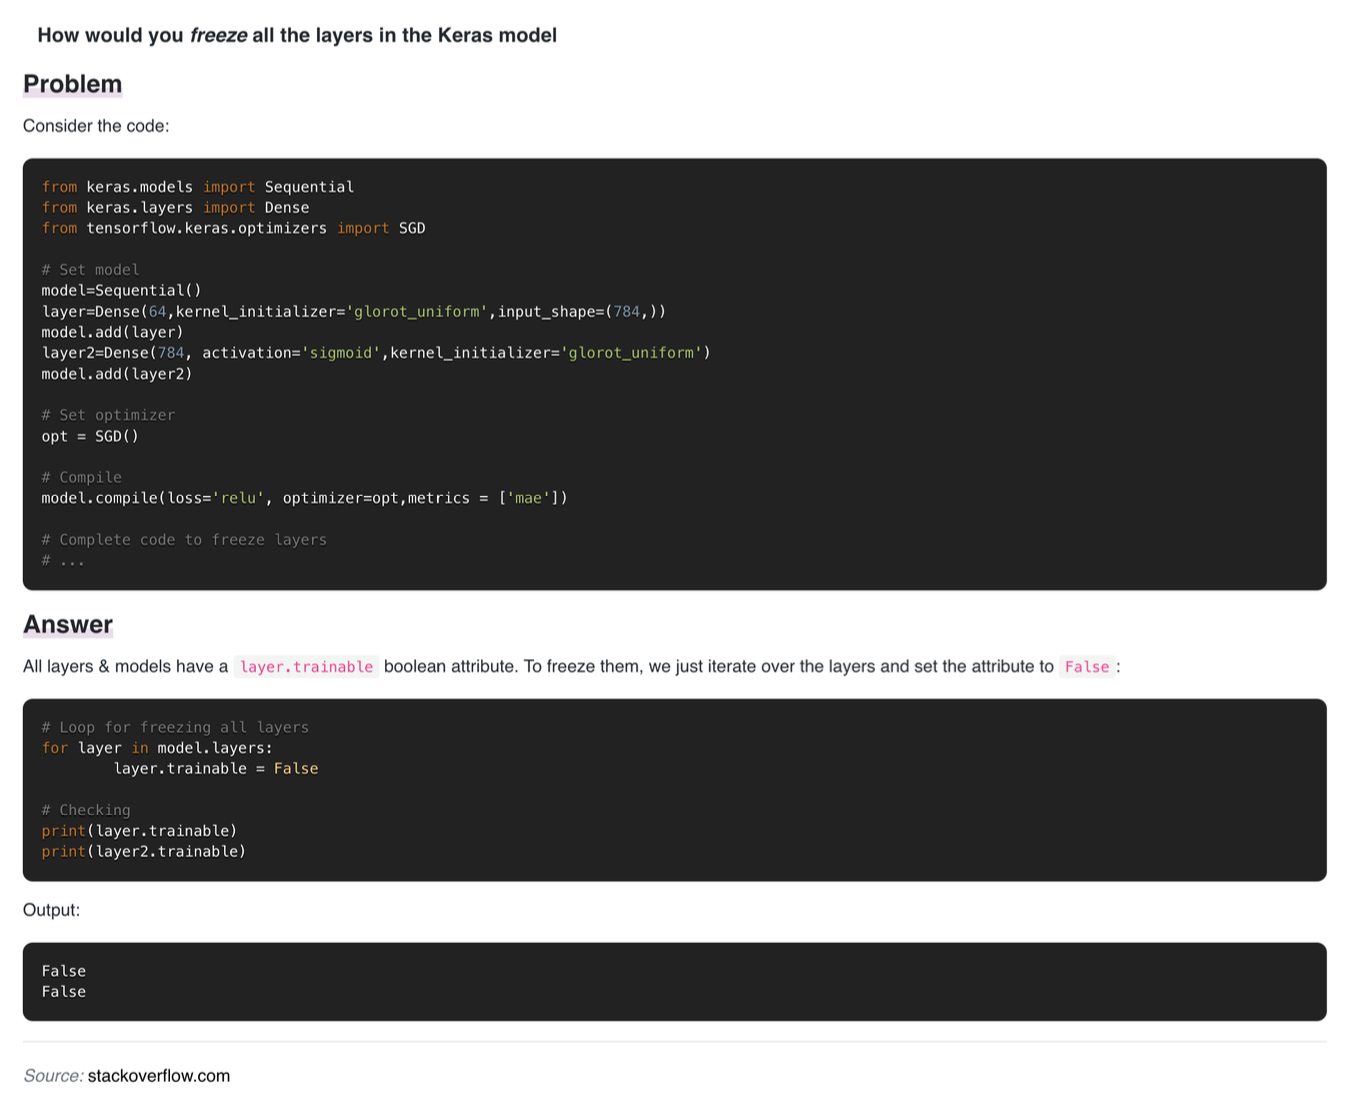 How would you freeze all the layers in the Keras model
Problem
Consider the code:
from keras.models import Sequential
from keras.layers import Dense
from tensorflow.keras.optimizers import SGD
# Set model
model=Sequential()
layer=Dense(64,kernel_initializer='glorot_uniform',input_shape=(784,))
model.add(layer)
layer2=Dense(784, activation='sigmoid',kernel_initializer='glorot_uniform')
model.add(layer2)
# Set optimizer
opt = SGD()
# Compile
model.compile(loss='relu', optimizer=opt,metrics = ['mae'])
# Complete code to freeze layers
# ...
Answer
All layers & models have a layer.trainable boolean attribute. To freeze them, we just iterate over the layers and set the attribute to False:
# Loop for freezing all layers
for layer in model.layers:
        layer.trainable = False
# Checking
print(layer.trainable)
print(layer2.trainable)
Output:
False
False
Source: stackoverflow.com